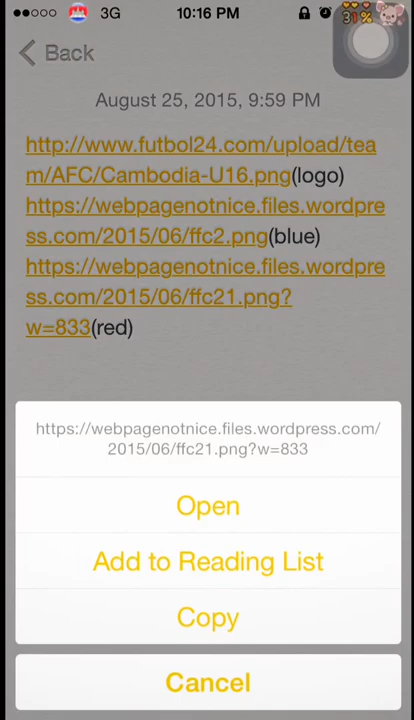 3G 10:16 PM 31%
Back
August 25, 2015, 9:59 PM
http://www.futbol24.com/upload/tea
m/AFC/Cambodia-U16.png(logo)
https://webpagenotnice.files.wordpre
ss.com/2015/06/ffc2.png(blue)
https://webpagenotnice.files.wordpre
ss.com/2015/06/ffc21.png?
w=833(red)
https://webpagenotnice.files.wordpress.com/
2015/06/ffc21.png?w=833
Open
Add to Reading List
Copy
Cancel